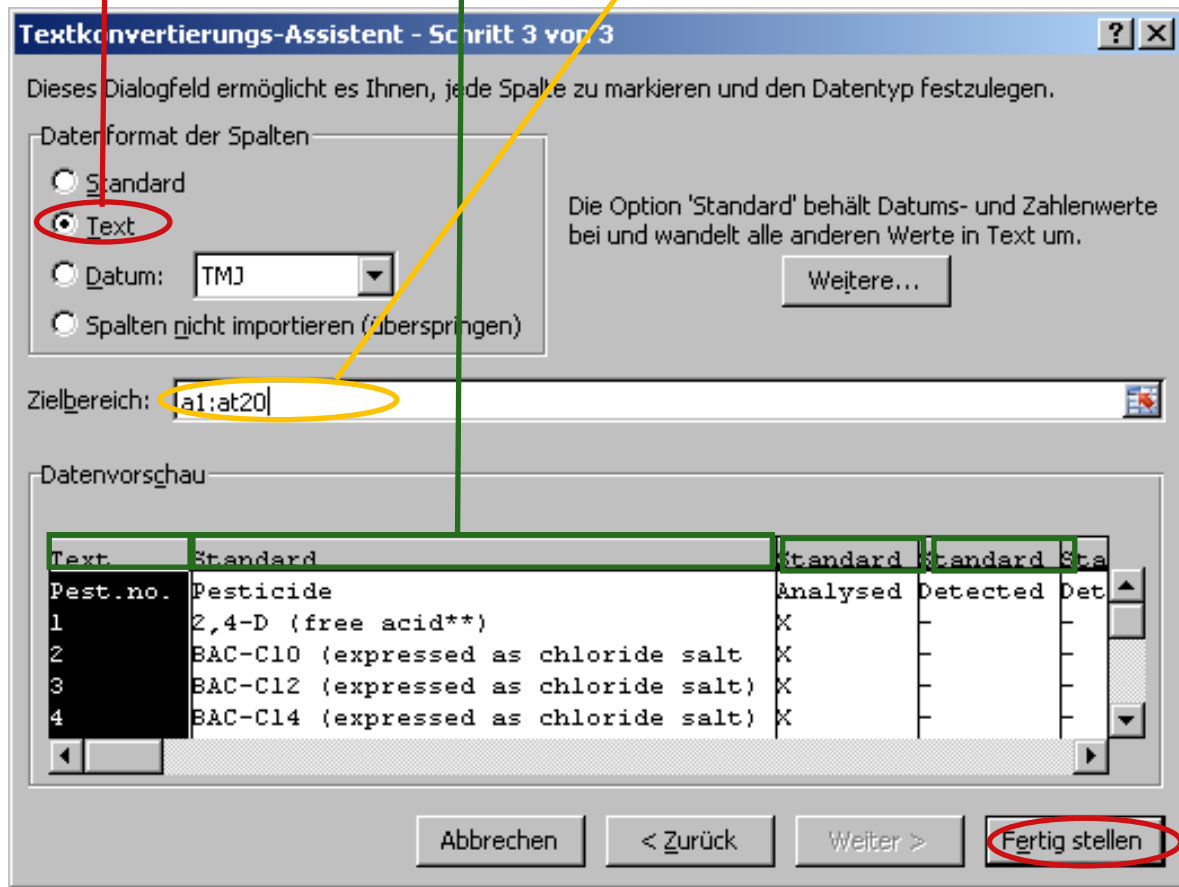 Textkonvertierungs-Assistent - Schritt 3 von 3
Dieses Dialogfeld ermöglicht es Ihnen, jede Spalte zu markieren und den Datentyp festzulegen.
Datenformat der Spalten
Standard
Text
Datum: TMJ
Spalten nicht importieren (überspringen)
Die Option 'Standard' behält Datums- und Zahlenwerte
bei und wandelt alle anderen Werte in Text um.
Weitere...
Zielbereich: a1:at20
Datenvorschau
Text Standard Standard Standard Sta
Pest.no. Pesticide Analysed Detected Det
1 2,4-D (free acid**) X - -
2 BAC-C10 (expressed as chloride salt X - -
3 BAC-C12 (expressed as chloride salt) X - -
4 BAC-C14 (expressed as chloride salt) X - -
Abbrechen < Zurück Weiter > Fertig stellen